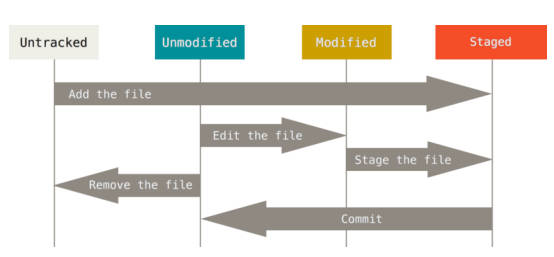 Untracked
Unmodified
Modified
Staged
Add the file
Edit the file
Stage the file
Remove the file
Commit